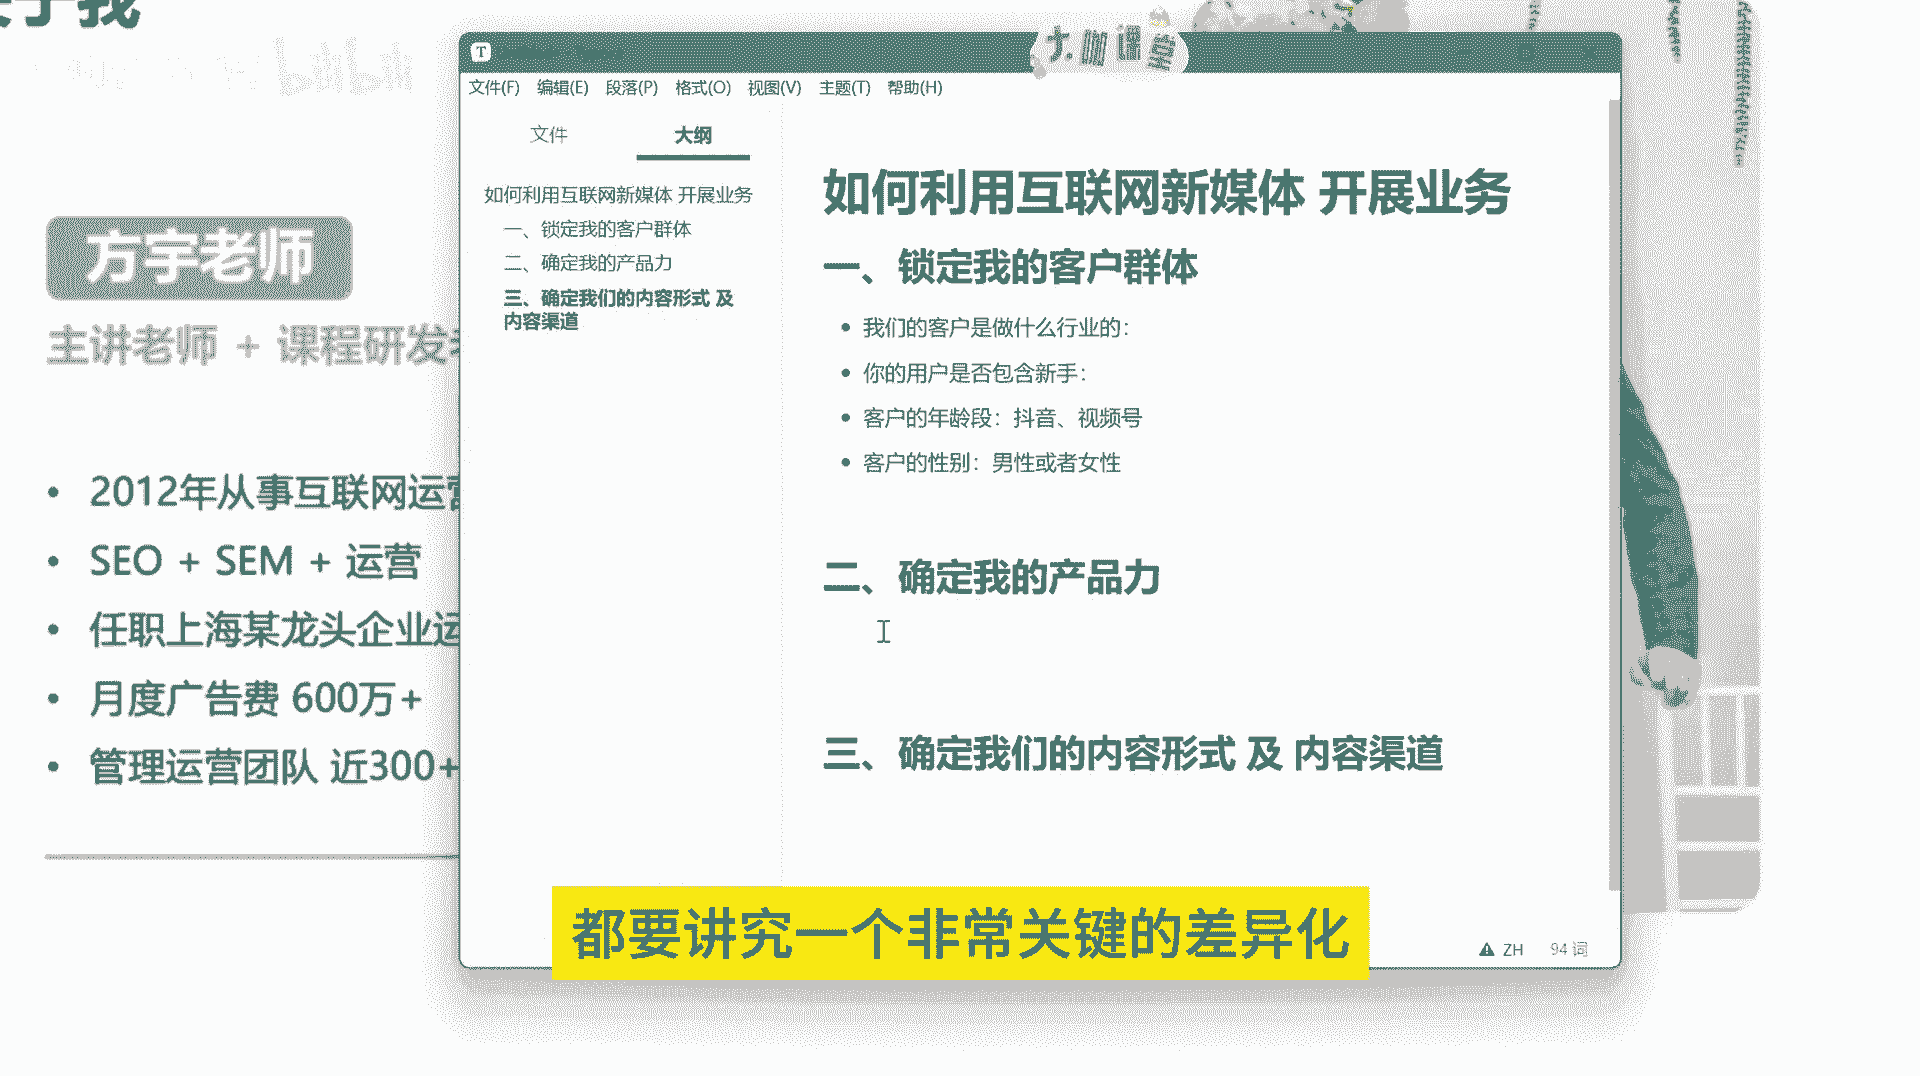 bilibili
方宇老师
主讲老师 + 课程研发
• 2012年从事互联网运营
• SEO + SEM + 运营
• 任职上海某龙头企业运
• 月度广告费 600万+
• 管理运营团队 近300+
大咖课堂
T
文件(F) 编辑(E) 段落(P) 格式(O) 视图(V) 主题(T) 帮助(H)
文件 大纲
如何利用互联网新媒体 开展业务
一、锁定我的客户群体
二、确定我的产品力
三、确定我们的内容形式 及
内容渠道
如何利用互联网新媒体 开展业务
一、锁定我的客户群体
• 我们的客户是做什么行业的：
• 你的用户是否包含新手：
• 客户的年龄段：抖音、视频号
• 客户的性别：男性或者女性
二、确定我的产品力
三、确定我们的内容形式 及 内容渠道
ZH 94 词
都要讲究一个非常关键的差异化